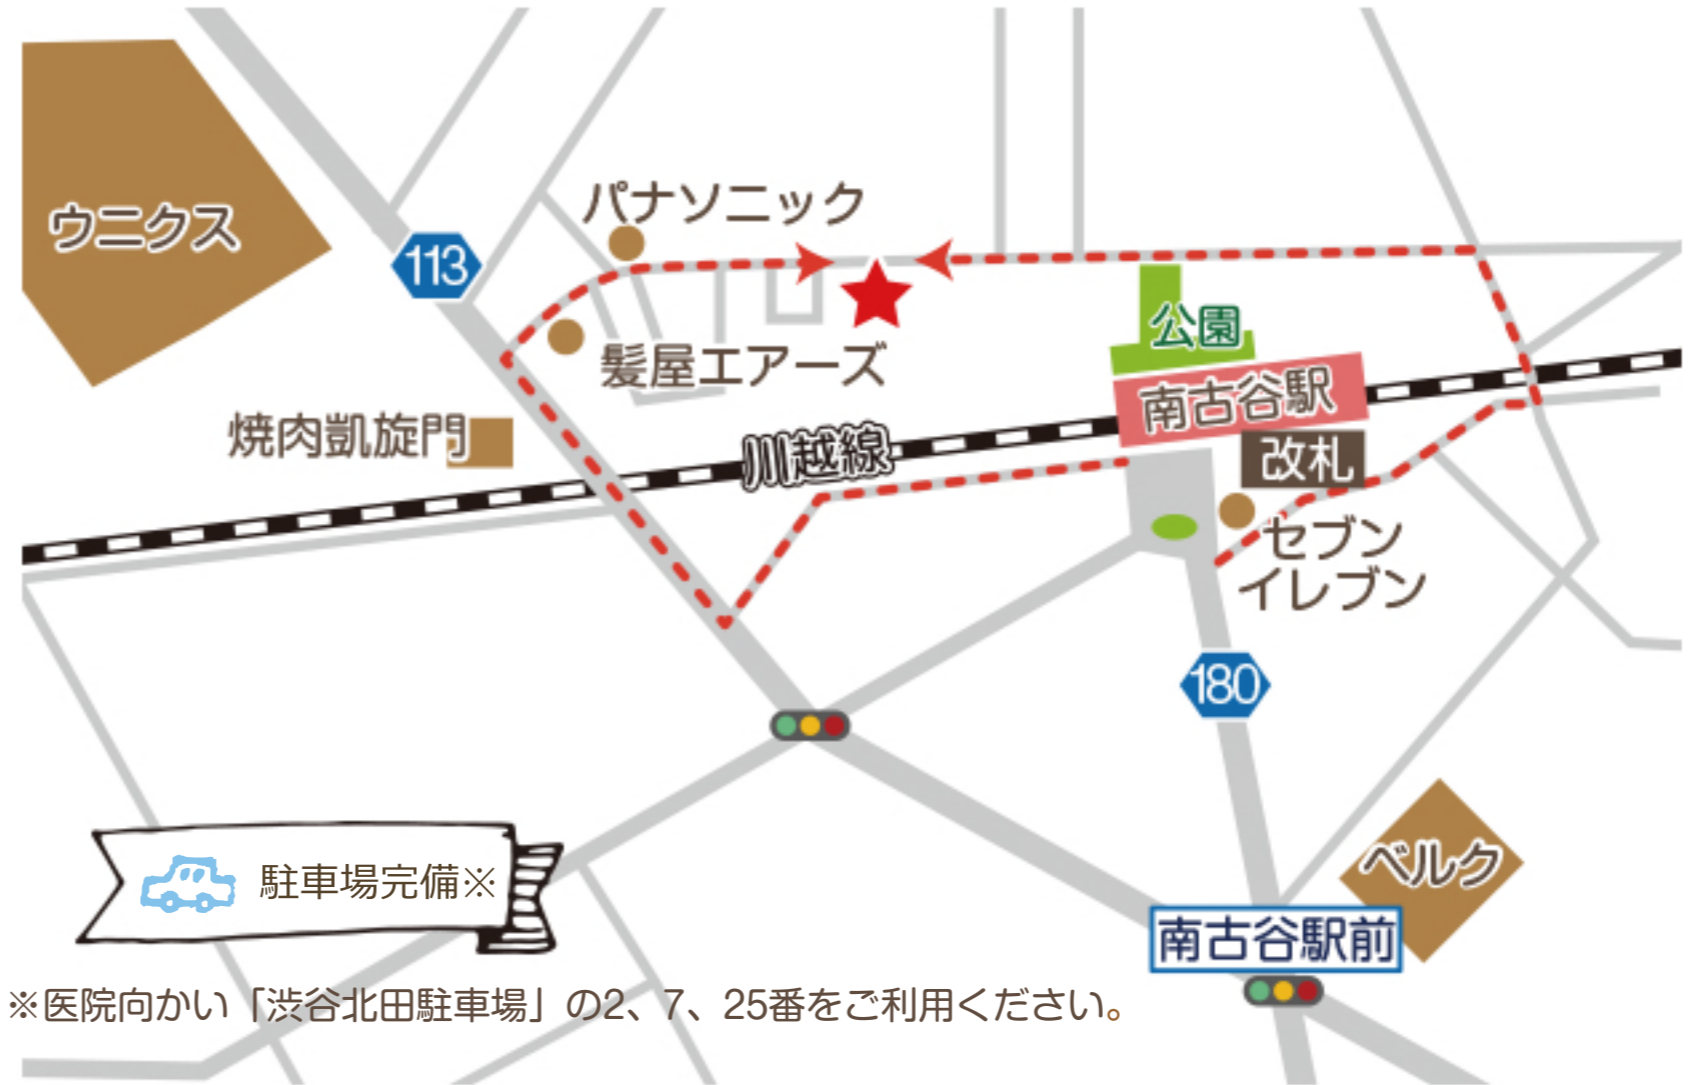 ウニクス
パナソニック
113
髪屋エアーズ
公園
南古谷駅
焼肉凱旋門
川越線
改札
セブン
イレブン
180
ベルク
駐車場完備※
南古谷駅前
※医院向かい「渋谷北田駐車場」の2、7、25番をご利用ください。